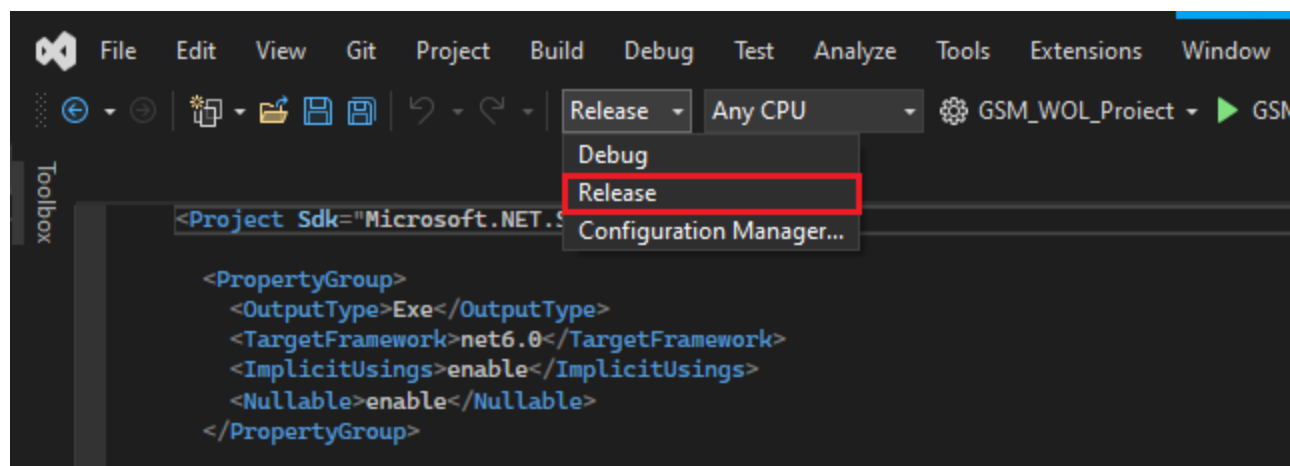 File Edit View Git Project Build Debug Test Analyze Tools Extensions Window
Release Any CPU GSM_WOL_Project GSM
Debug
Release
Configuration Manager...
Toolbox
<Project Sdk="Microsoft.NET.S
<PropertyGroup>
<OutputType>Exe</OutputType>
<TargetFramework>net6.0</TargetFramework>
<ImplicitUsings>enable</ImplicitUsings>
<Nullable>enable</Nullable>
</PropertyGroup>